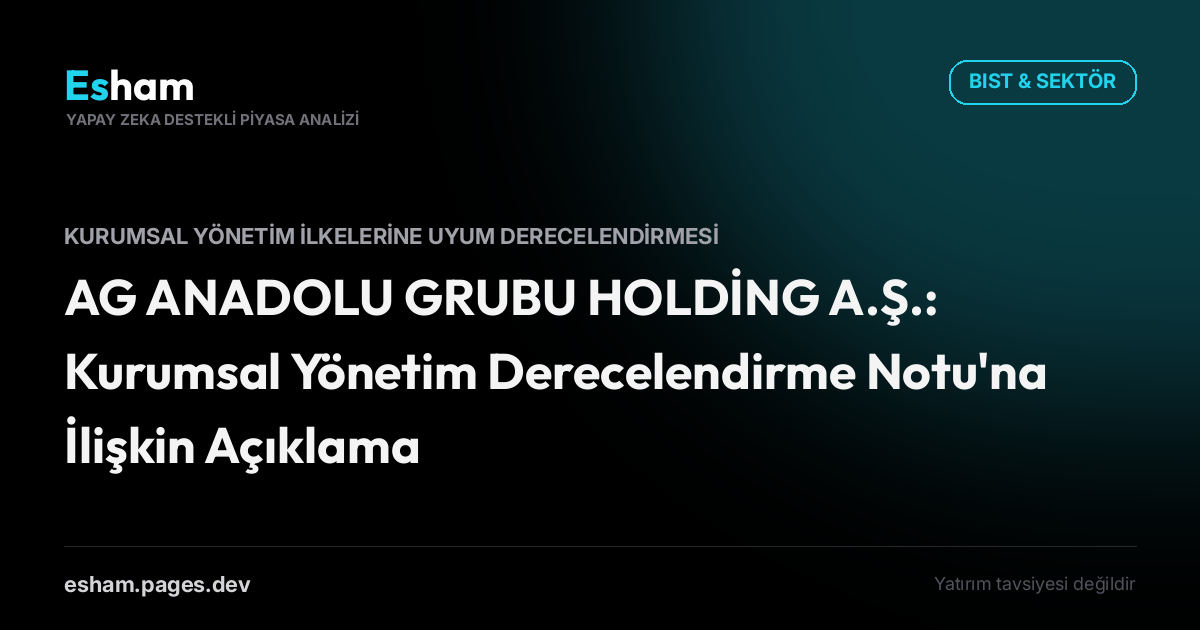 Esham
YAPAY ZEKA DESTEKLİ PİYASA ANALİZİ
BIST & SEKTÖR
KURUMSAL YÖNETİM İLKELERİNE UYUM DERECELENDİRMESİ
AG ANADOLU GRUBU HOLDİNG A.Ş.:
Kurumsal Yönetim Derecelendirme Notu'na
İlişkin Açıklama
esham.pages.dev
Yatırım tavsiyesi değildir